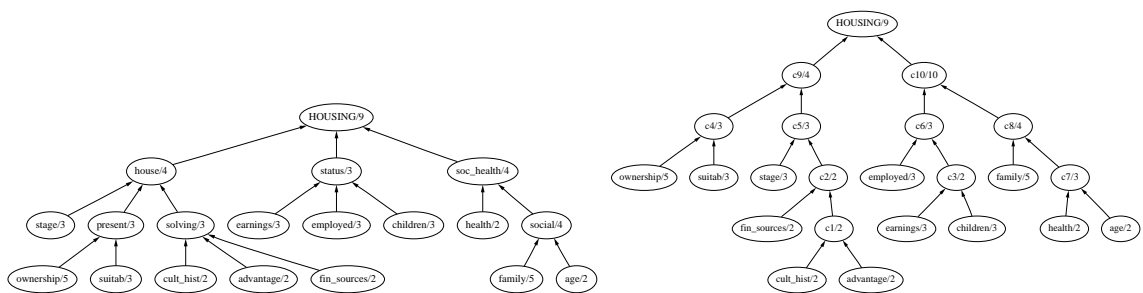 HOUSING/9
house/4 status/3 soc_health/4
stage/3 present/3 solving/3 earnings/3 employed/3 children/3 health/2 social/4
ownership/5 suitab/3 cult_hist/2 advantage/2 fin_sources/2 family/5 age/2
HOUSING/9
c9/4 c10/10
c4/3 c5/3 c6/3 c8/4
ownership/5 suitab/3 stage/3 c2/2 employed/3 c3/2 family/5 c7/3
fin_sources/2 c1/2 earnings/3 children/3 health/2 age/2
cult_hist/2 advantage/2